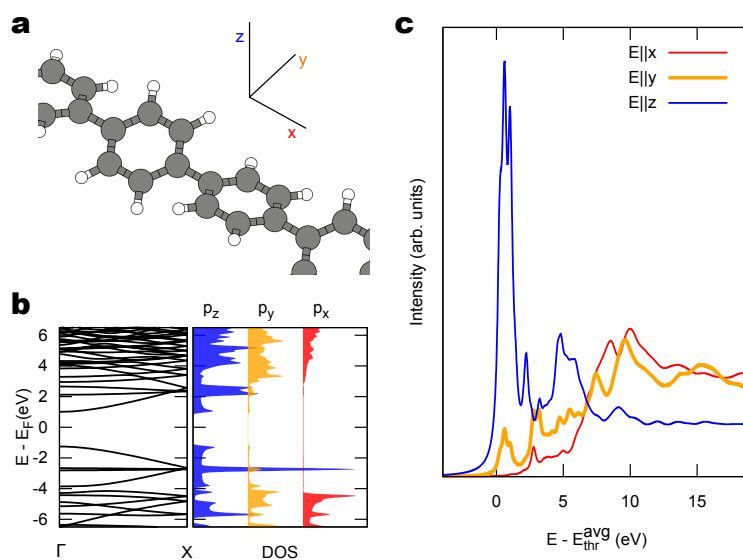 a
z
y
x
b
p_z p_y p_x
6
4
2
0
-2
-4
-6
E - E_F (eV)
Γ X DOS
c
E||x
E||y
E||z
Intensity (arb. units)
0 5 10 15
E - E_thr^avg (eV)